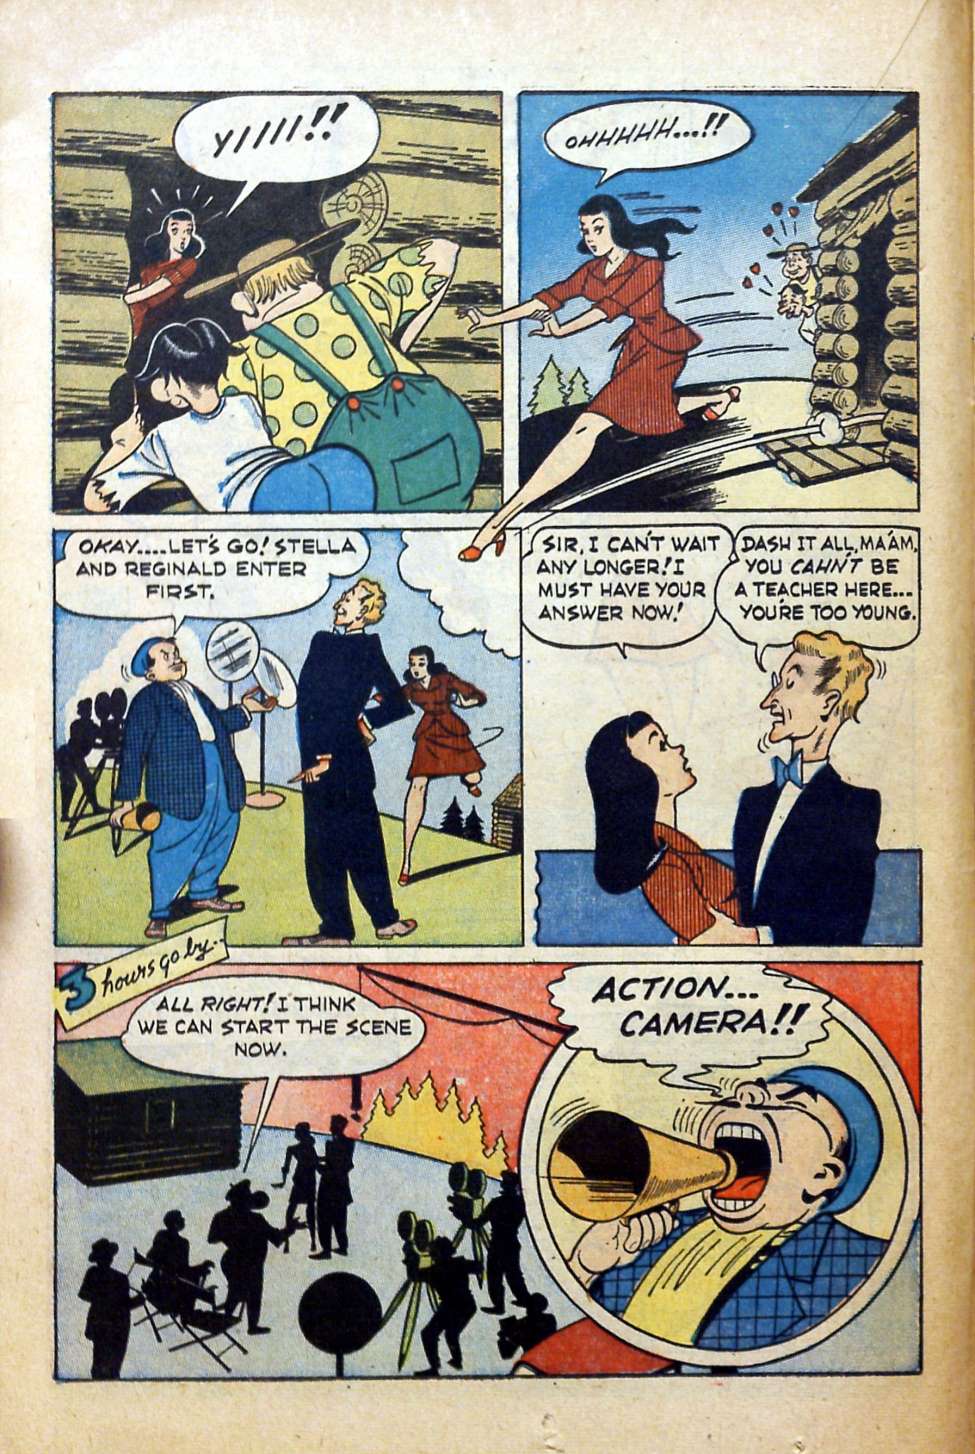 YIIII!!
OHHHHH...!!
OKAY....LET'S GO! STELLA
AND REGINALD ENTER
FIRST.
SIR, I CAN'T WAIT
ANY LONGER! I
MUST HAVE YOUR
ANSWER NOW!
DASH IT ALL, MA'AM,
YOU CAHN'T BE
A TEACHER HERE...
YOU'RE TOO YOUNG.
3 hours go by..
ALL RIGHT! I THINK
WE CAN START THE SCENE
NOW.
ACTION...
CAMERA!!